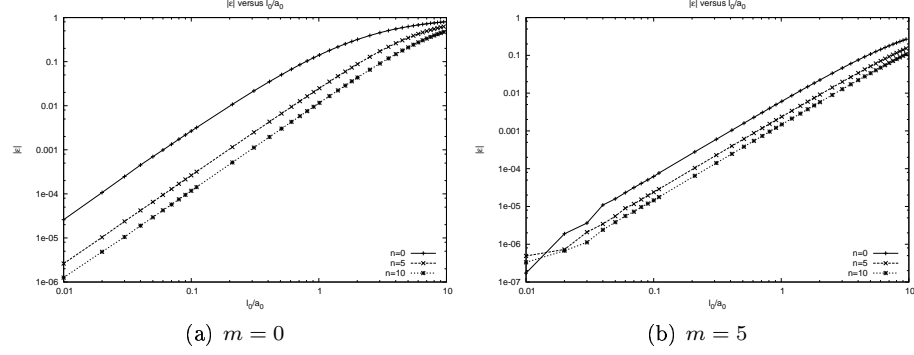 |ε| versus l₀/a₀
1
0.1
0.01
0.001
1e-04
1e-05
1e-06
|ε|
0.01
0.1
1
10
l₀/a₀
n=0
n=5
n=10
(a) m = 0
|ε| versus l₀/a₀
1
0.1
0.01
0.001
1e-04
1e-05
1e-06
1e-07
|ε|
0.01
0.1
1
10
l₀/a₀
n=0
n=5
n=10
(b) m = 5